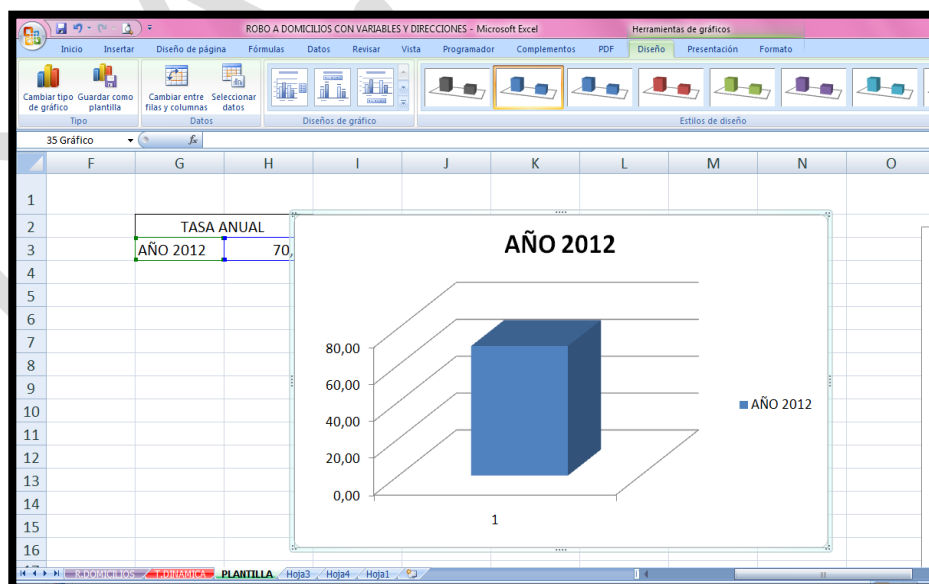 ROBO A DOMICILIOS CON VARIABLES Y DIRECCIONES - Microsoft Excel
Herramientas de gráficos
Inicio Insertar Diseño de página Fórmulas Datos Revisar Vista Programador Complementos PDF Diseño Presentación Formato
Cambiar tipo de gráfico
Guardar como plantilla
Cambiar entre filas y columnas
Seleccionar datos
Tipo Datos Diseños de gráfico Estilos de diseño
35 Gráfico fx
F G H I J K L M N O
1
2 TASA ANUAL
3 AÑO 2012 70,
4
5
6
7
8
9
10
11
12
13
14
15
16
AÑO 2012
80,00
60,00
40,00
20,00
0,00
1
AÑO 2012
R.DOMICILIOS T.DINAMICA PLANTILLA Hoja3 Hoja4 Hoja1